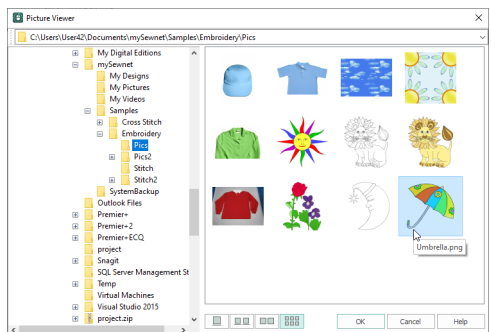 Picture Viewer
C:\Users\User42\Documents\mySewnet\Samples\Embroidery\Pics
My Digital Editions
mySewnet
My Designs
My Pictures
My Videos
Samples
Cross Stitch
Embroidery
Pics
Pics2
Stitch
Stitch2
SystemBackup
Outlook Files
Premier+
Premier+2
Premier+ECQ
project
Snagit
SQL Server Management St
Temp
Virtual Machines
Visual Studio 2015
project.zip
Umbrella.png
OK
Cancel
Help